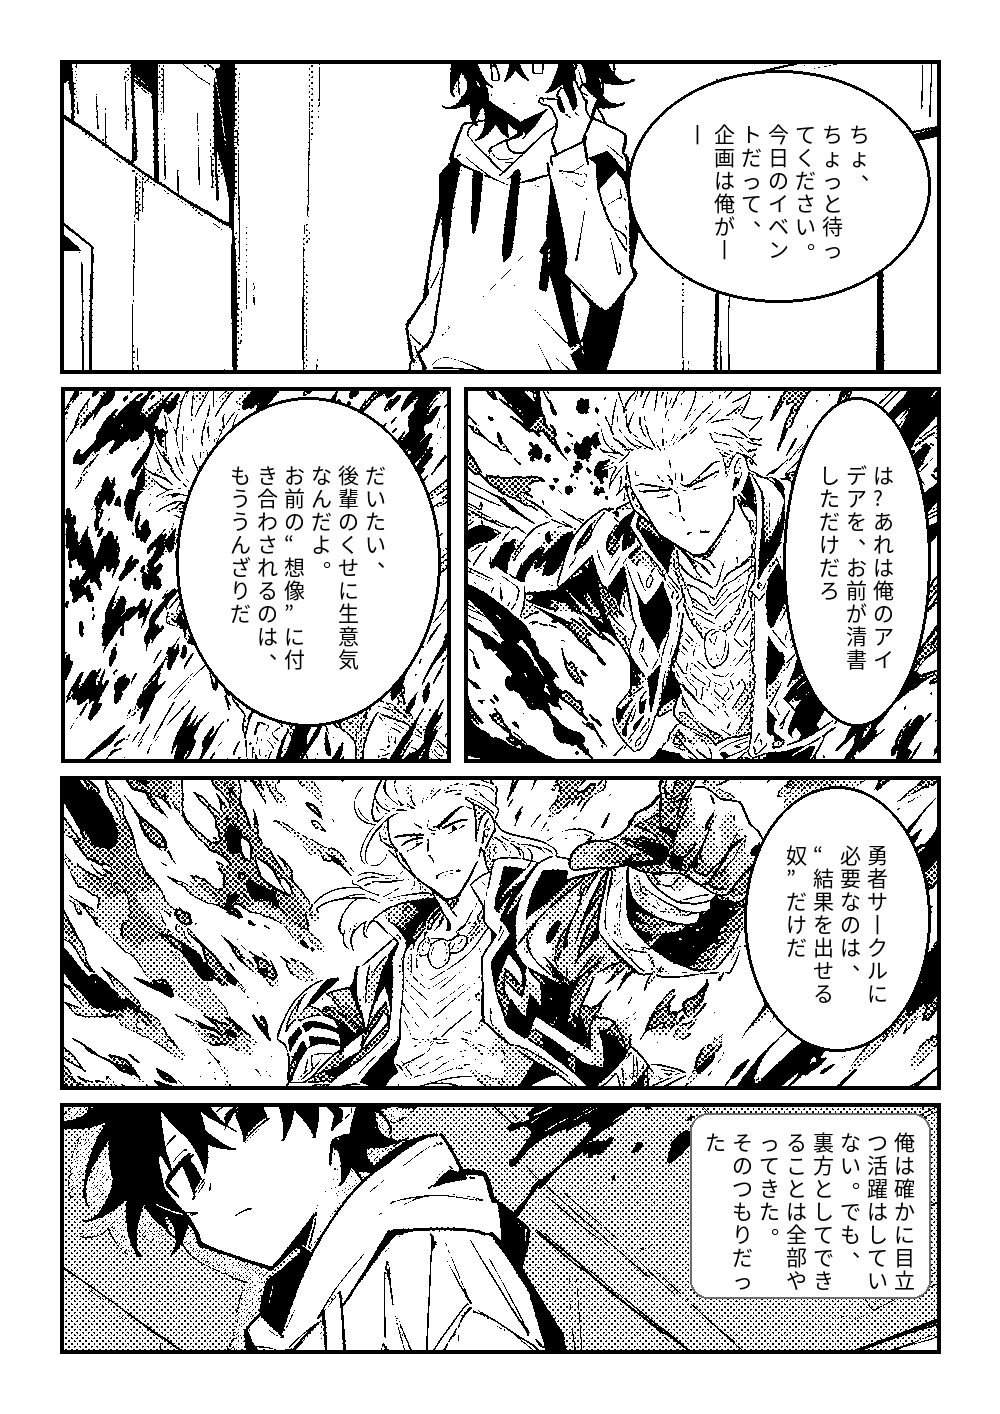 ちょ、
ちょっと待っ
てください。
今日のイベン
トだって、
企画は俺が―
―
は?あれは俺のアイ
デアを、お前が清書
しただけだろ
だいたい、
後輩のくせに生意気
なんだよ。
お前の“想像”に付
き合わされるのは、
もううんざりだ
勇者サークルに
必要なのは、
“結果を出せる
奴”だけだ
俺は確かに目立
つ活躍はしてい
ない。でも、
裏方としてでき
ることは全部や
ってきた。
そのつもりだっ
た